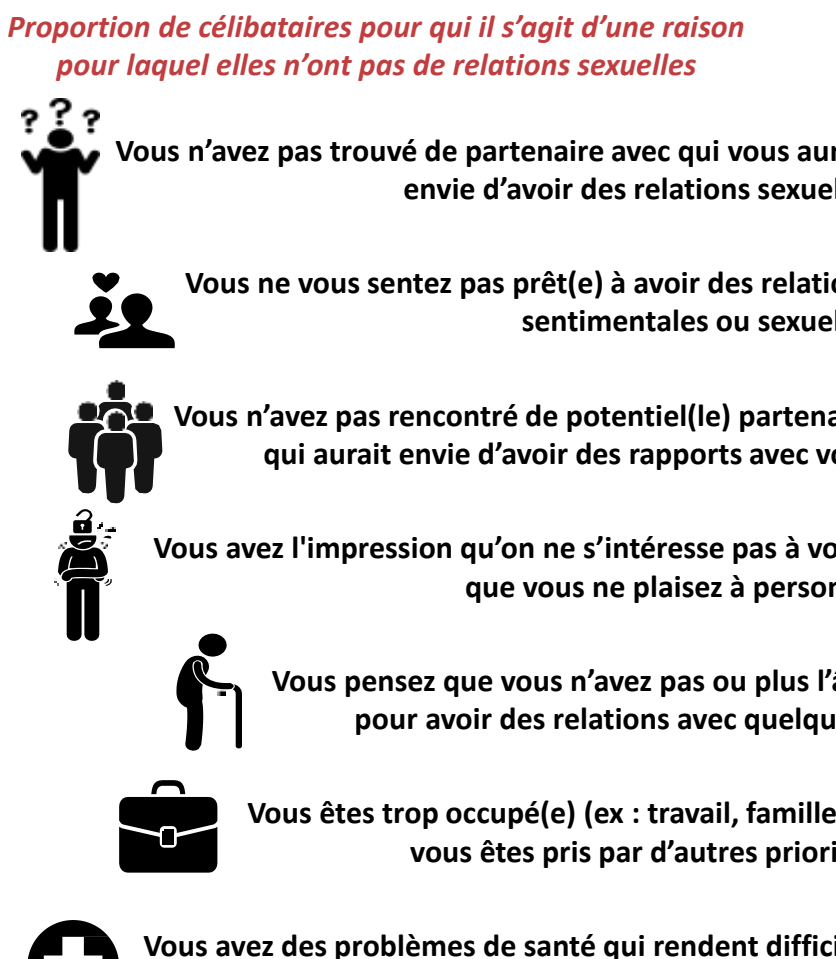 Proportion de célibataires pour qui il s’agit d’une raison
pour laquel elles n’ont pas de relations sexuelles
? ? ?
Vous n’avez pas trouvé de partenaire avec qui vous
envie d’avoir des relations
Vous ne vous sentez pas prêt(e) à avoir des
sentimentales ou
Vous n’avez pas rencontré de potentiel(le)
qui aurait envie d’avoir des rapports avec
Vous avez l'impression qu’on ne s’intéresse pas à
que vous ne plaisez à
Vous pensez que vous n’avez pas ou plus
pour avoir des relations avec
Vous êtes trop occupé(e) (ex : travail, famille
vous êtes pris par d’autres
Vous avez des problèmes de santé qui rendent